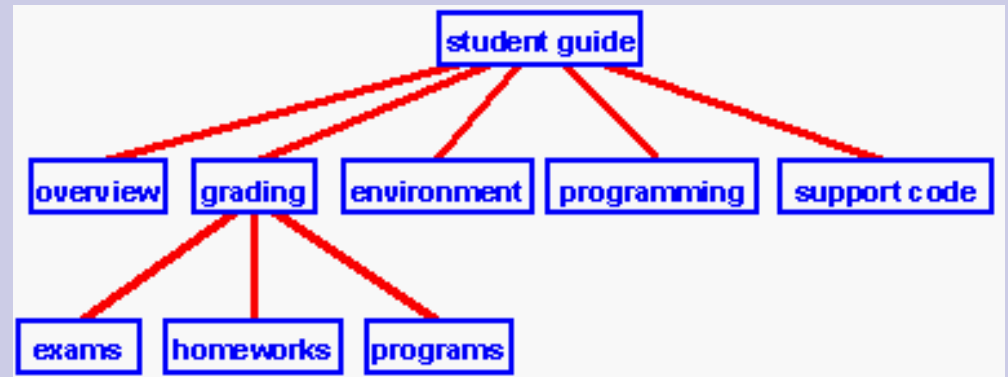 student guide
overview grading environment programming support code
exams homeworks programs